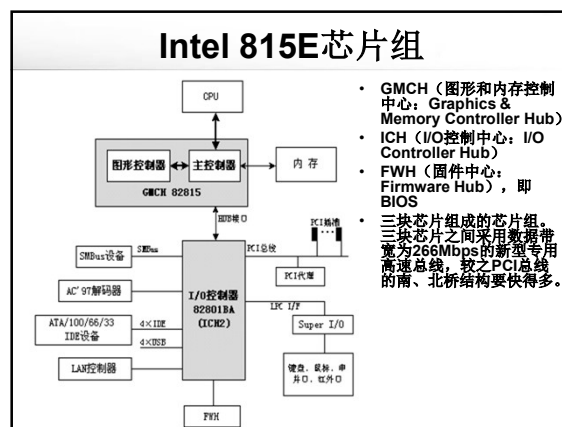 Intel 815E芯片组
CPU
图形控制器
主控制器
内存
GMCH 82815
HUB接口
PCI插槽
SMBus
PCI总线
SMBus设备
PCI代理
AC'97解码器
I/O控制器
82801BA
(ICH2)
LPC I/F
Super I/O
ATA/100/66/33
IDE设备
4×IDE
4×USB
LAN控制器
键盘、鼠标、串
并口、红外口
FWH
• GMCH（图形和内存控制
中心：Graphics &
Memory Controller Hub）
• ICH（I/O控制中心：I/O
Controller Hub）
• FWH（固件中心：
Firmware Hub），即
BIOS
• 三块芯片组成的芯片组。
三块芯片之间采用数据带
宽为266Mbps的新型专用
高速总线，较之PCI总线
的南、北桥结构要快得多。